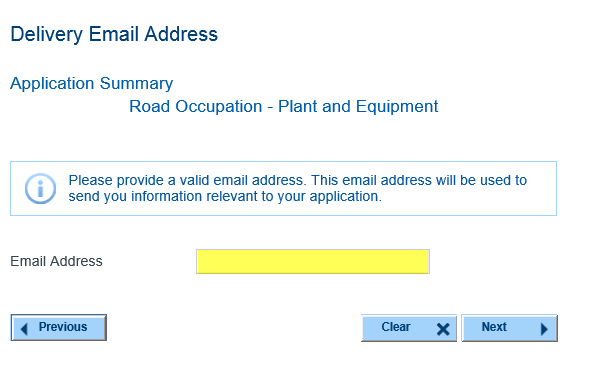 Delivery Email Address
Application Summary
Road Occupation - Plant and Equipment
Please provide a valid email address. This email address will be used to
send you information relevant to your application.
Email Address
Previous
Clear
Next